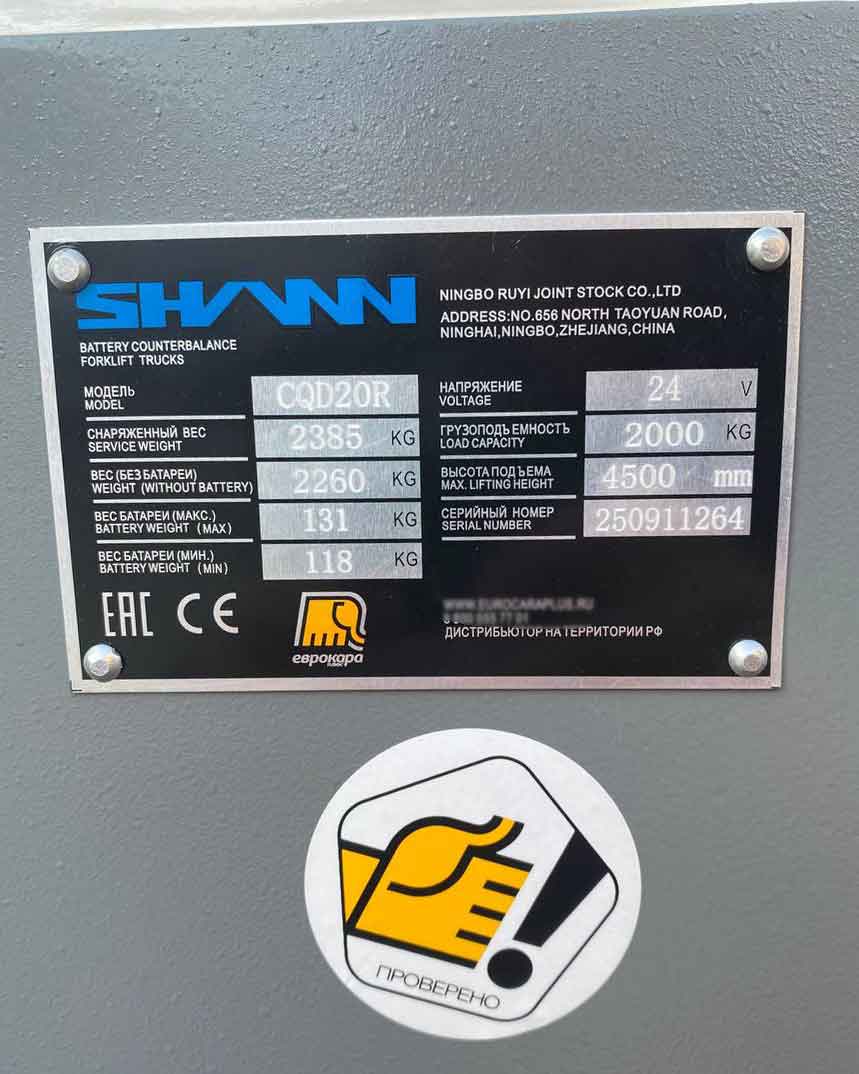 SHANN
BATTERY COUNTERBALANCE
FORKLIFT TRUCKS
NINGBO RUYI JOINT STOCK CO.,LTD
ADDRESS:NO.656 NORTH TAOYUAN ROAD,
NINGHAI,NINGBO,ZHEJIANG,CHINA
МОДЕЛЬ
MODEL
CQD20R
СНАРЯЖЕННЫЙ ВЕС
SERVICE WEIGHT
2385 KG
ВЕС (БЕЗ БАТАРЕИ)
WEIGHT (WITHOUT BATTERY)
2260 KG
ВЕС БАТАРЕИ (МАКС.)
BATTERY WEIGHT (MAX)
131 KG
ВЕС БАТАРЕИ (МИН.)
BATTERY WEIGHT (MIN)
118 KG
НАПРЯЖЕНИЕ
VOLTAGE
24 V
ГРУЗОПОДЪЕМНОСТЬ
LOAD CAPACITY
2000 KG
ВЫСОТА ПОДЪЕМА
MAX. LIFTING HEIGHT
4500 mm
СЕРИЙНЫЙ НОМЕР
SERIAL NUMBER
250911264
EAC CE
еврокара
плюс
WWW.EUROCARAPLUS.RU
ДИСТРИБЬЮТОР НА ТЕРРИТОРИИ РФ
ПРОВЕРЕНО